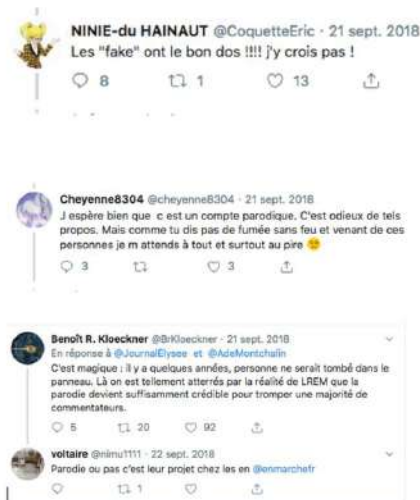 NINIE-du HAINAUT @CoquetteEric · 21 sept. 2018
Les "fake" ont le bon dos !!!! j'y crois pas !
8 1 13
Cheyenne8304 @cheyenne8304 · 21 sept. 2018
J espère bien que c est un compte parodique. C'est odieux de tels
propos. Mais comme tu dis pas de fumée sans feu et venant de ces
personnes je m attends à tout et surtout au pire
3 3
Benoît R. Kloeckner @BrKloeckner · 21 sept. 2018
En réponse à @JournalElysee et @AdeMontchalin
C'est magique : il y a quelques années, personne ne serait tombé dans le
panneau. Là on est tellement atterrés par la réalité de LREM que la
parodie devient suffisamment crédible pour tromper une majorité de
commentateurs.
5 20 92
voltaire @nimu1111 · 22 sept. 2018
Parodie ou pas c'est leur projet chez les en @enmarchefr
1